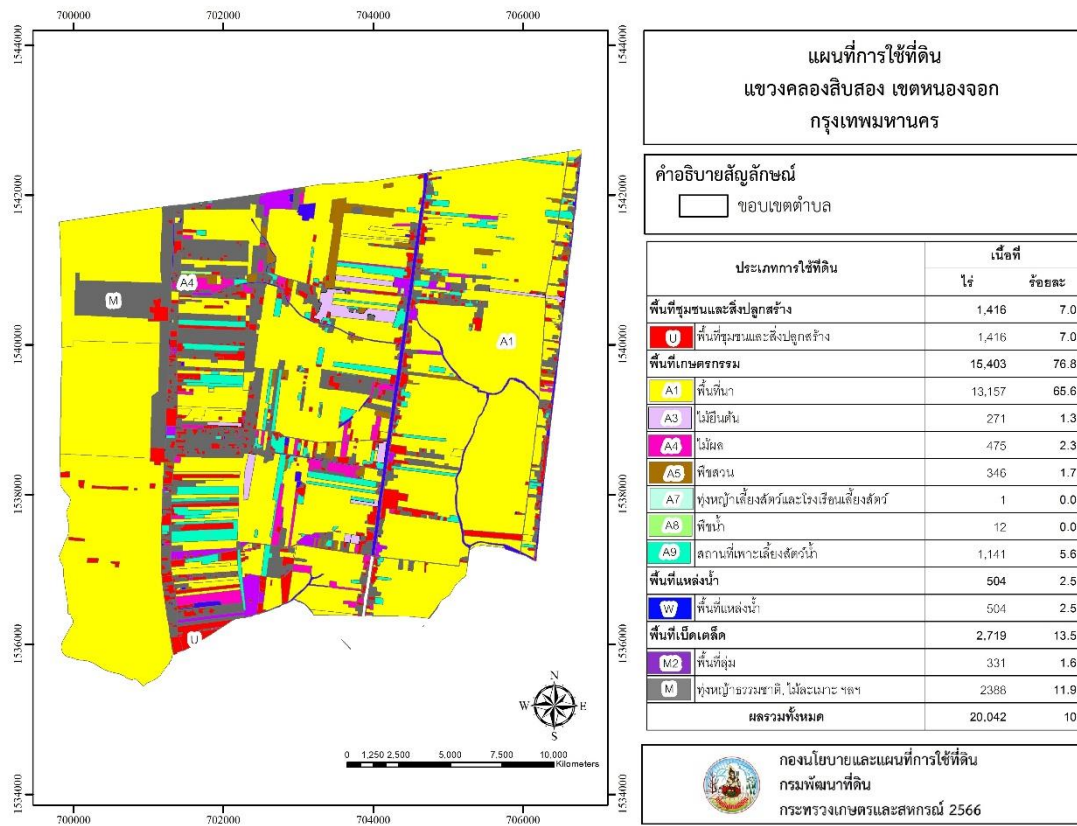 700000 702000 704000 706000
1544000 1544000
1542000 1542000
1540000 1540000
1538000 1538000
1536000 1536000
1534000 1534000
A4
M
A1
U
N
W E
S
0 1,250 2,500 5,000 7,500 10,000
Kilometers
700000 702000 704000 706000
แผนที่การใช้ที่ดิน
แขวงคลองสิบสอง เขตหนองจอก
กรุงเทพมหานคร
คำอธิบายสัญลักษณ์
ขอบเขตตำบล
ประเภทการใช้ที่ดิน เนื้อที่
ไร่ ร้อยละ
พื้นที่ชุมชนและสิ่งปลูกสร้าง 1,416 7.0
U พื้นที่ชุมชนและสิ่งปลูกสร้าง 1,416 7.0
พื้นที่เกษตรกรรม 15,403 76.8
A1 พื้นที่นา 13,157 65.6
A3 ไม้ยืนต้น 271 1.3
A4 ไม้ผล 475 2.3
A5 พืชสวน 346 1.7
A7 ทุ่งหญ้าเลี้ยงสัตว์และโรงเรือนเลี้ยงสัตว์ 1 0.0
A8 พืชน้ำ 12 0.0
A9 สถานที่เพาะเลี้ยงสัตว์น้ำ 1,141 5.6
พื้นที่แหล่งน้ำ 504 2.5
W พื้นที่แหล่งน้ำ 504 2.5
พื้นที่เบ็ดเตล็ด 2,719 13.5
M2 พื้นที่ลุ่ม 331 1.6
M ทุ่งหญ้าธรรมชาติ, ไม้ละเมาะ ฯลฯ 2388 11.9
ผลรวมทั้งหมด 20,042 10
กองนโยบายและแผนที่การใช้ที่ดิน
กรมพัฒนาที่ดิน
กระทรวงเกษตรและสหกรณ์ 2566